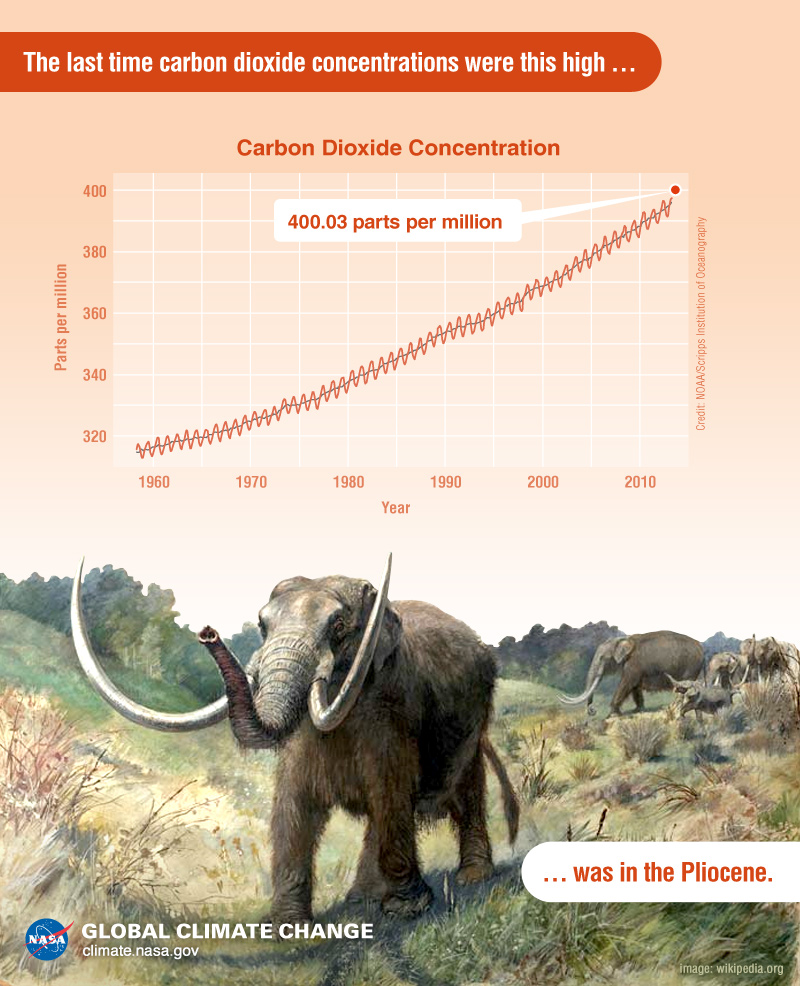 The last time carbon dioxide concentrations were this high …
Carbon Dioxide Concentration
400
400.03 parts per million
380
360
340
320
Parts per million
Credit: NOAA/Scripps Institution of Oceanography
1960 1970 1980 1990 2000 2010
Year
… was in the Pliocene.
NASA
GLOBAL CLIMATE CHANGE
climate.nasa.gov
image: wikipedia.org